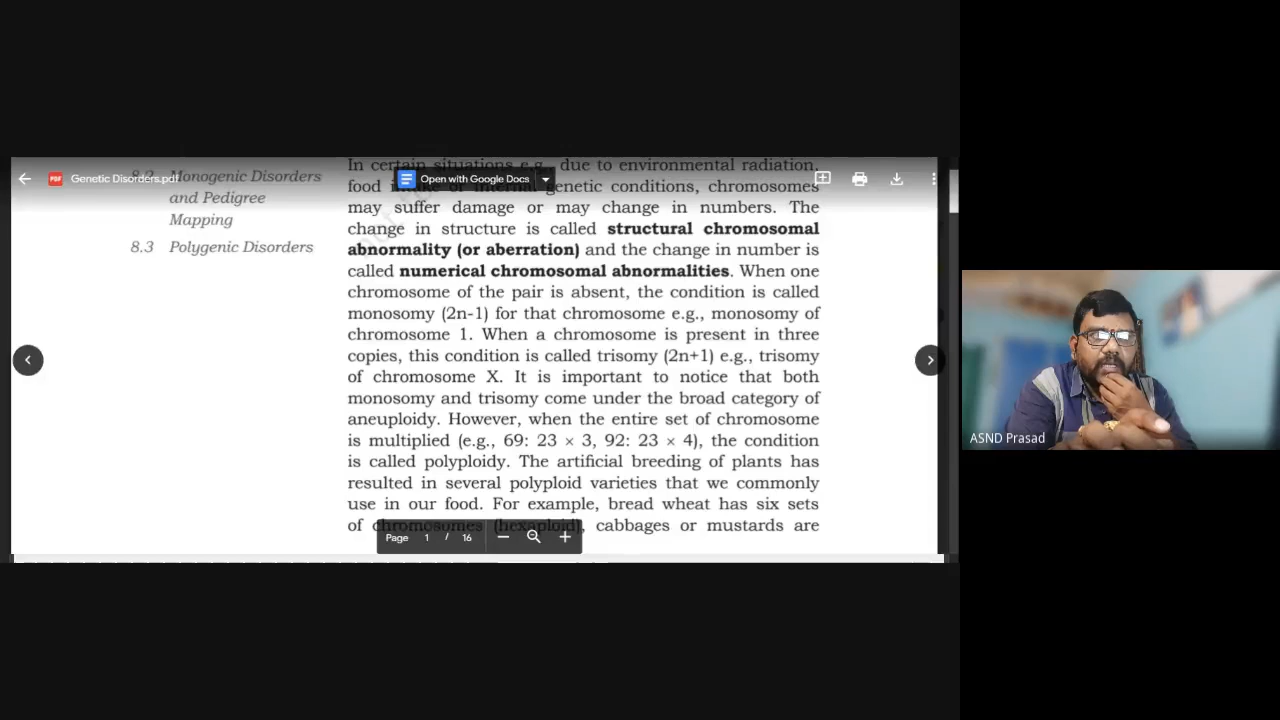 Genetic Disorders.pdf
Open with Google Docs
8.2 Monogenic Disorders
and Pedigree
Mapping
8.3 Polygenic Disorders
In certain situations e.g., due to environmental radiation,
food intake or internal genetic conditions, chromosomes
may suffer damage or may change in numbers. The
change in structure is called structural chromosomal
abnormality (or aberration) and the change in number is
called numerical chromosomal abnormalities. When one
chromosome of the pair is absent, the condition is called
monosomy (2n-1) for that chromosome e.g., monosomy of
chromosome 1. When a chromosome is present in three
copies, this condition is called trisomy (2n+1) e.g., trisomy
of chromosome X. It is important to notice that both
monosomy and trisomy come under the broad category of
aneuploidy. However, when the entire set of chromosome
is multiplied (e.g., 69: 23 × 3, 92: 23 × 4), the condition
is called polyploidy. The artificial breeding of plants has
resulted in several polyploid varieties that we commonly
use in our food. For example, bread wheat has six sets
of chromosomes (hexaploid), cabbages or mustards are
Page 1 / 16
ASND Prasad